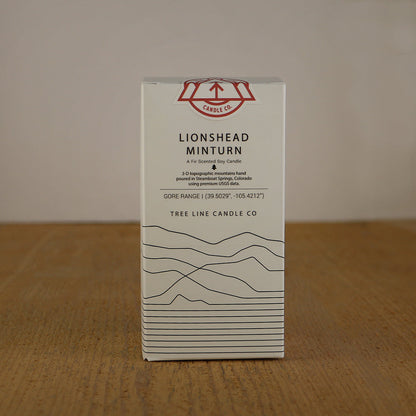 CANDLE CO.
LIONSHEAD
MINTURN
A Fir Scented Soy Candle
3-D topographic mountains hand
poured in Steamboat Springs, Colorado
using premium USGS data.
GORE RANGE | (39.5029°, -105.4212°)
TREE LINE CANDLE CO